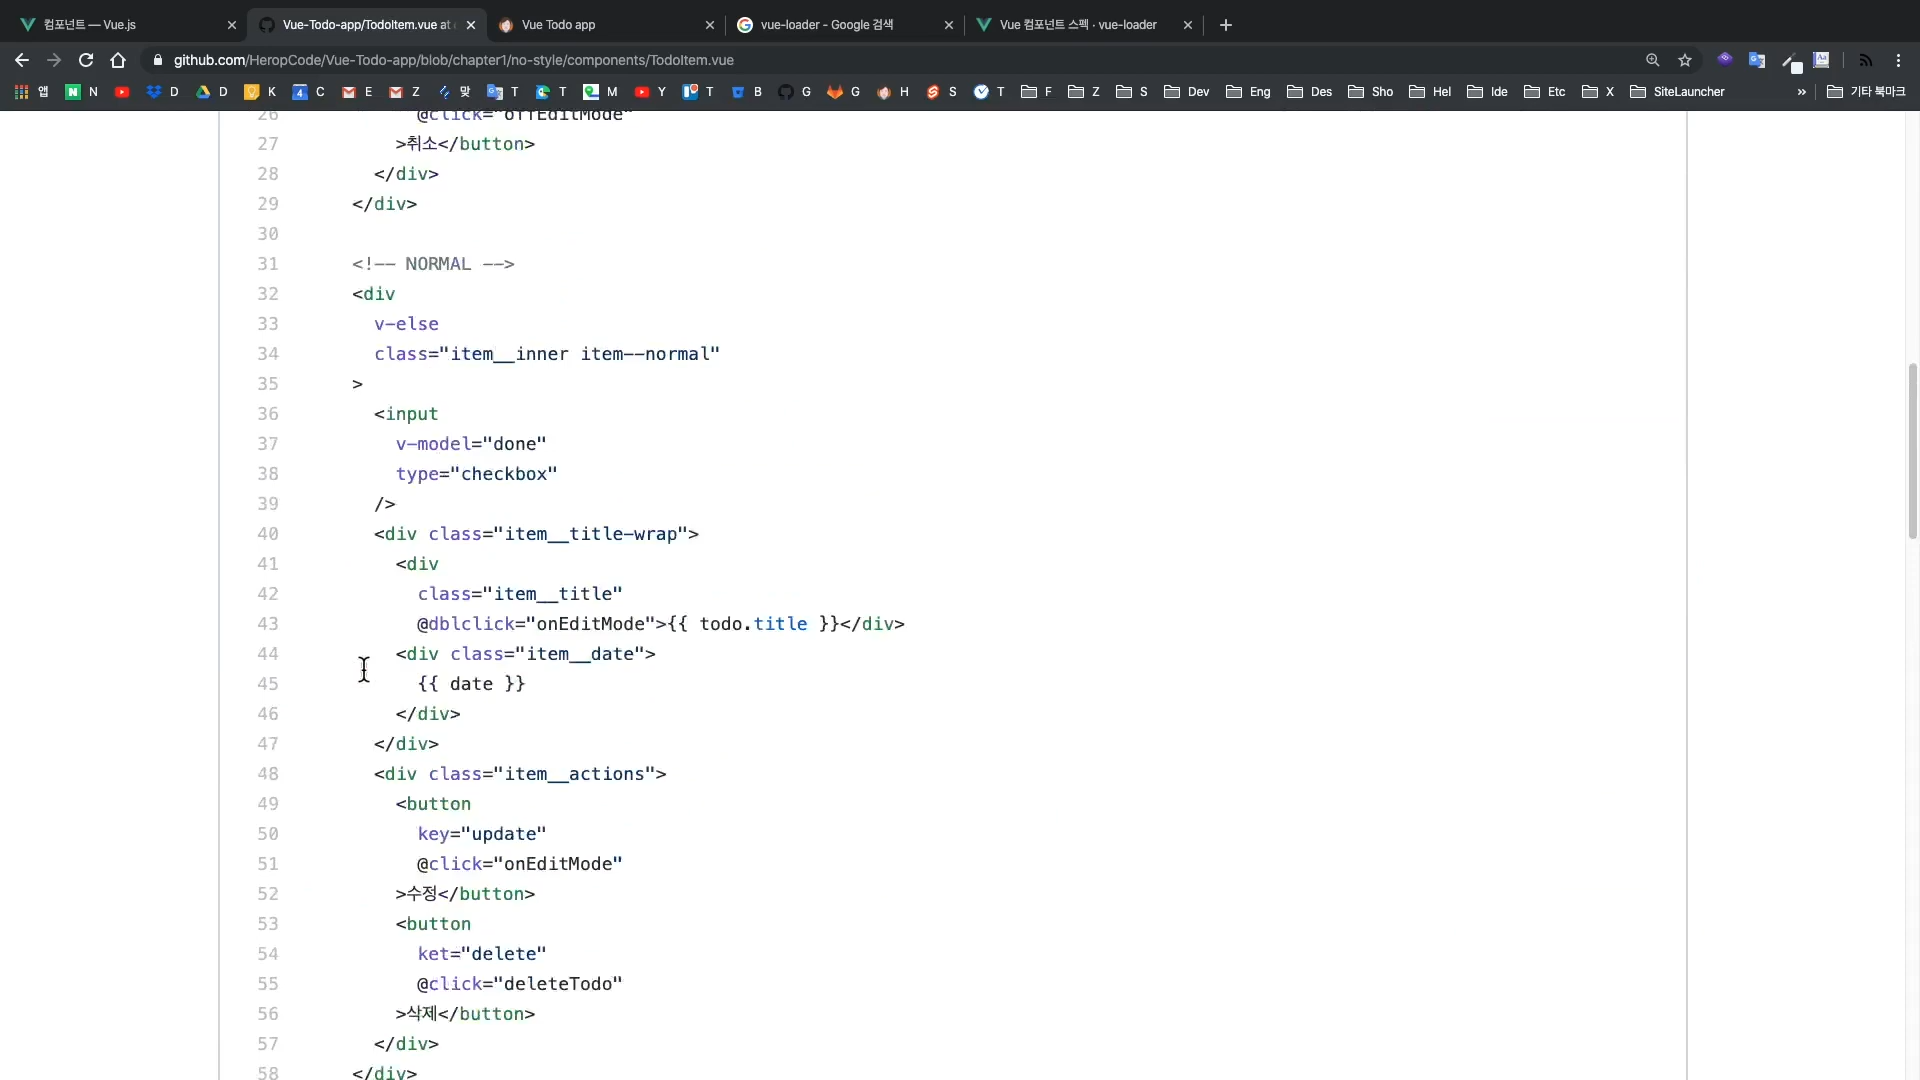 컴포넌트 — Vue.js
Vue-Todo-app/TodoItem.vue at
Vue Todo app
vue-loader - Google 검색
Vue 컴포넌트 스펙 · vue-loader
github.com/HeropCode/Vue-Todo-app/blob/chapter1/no-style/components/TodoItem.vue
앱 N D D K C E Z 맞 T T M Y T B G G H S T F Z S Dev Eng Des Sho Hel Ide Etc X SiteLauncher » 기타 북마크
26 @click="offEditMode"
27 >취소</button>
28 </div>
29 </div>
30
31 <!-- NORMAL -->
32 <div
33 v-else
34 class="item__inner item--normal"
35 >
36 <input
37 v-model="done"
38 type="checkbox"
39 />
40 <div class="item__title-wrap">
41 <div
42 class="item__title"
43 @dblclick="onEditMode">{{ todo.title }}</div>
44 <div class="item__date">
45 {{ date }}
46 </div>
47 </div>
48 <div class="item__actions">
49 <button
50 key="update"
51 @click="onEditMode"
52 >수정</button>
53 <button
54 ket="delete"
55 @click="deleteTodo"
56 >삭제</button>
57 </div>
58 </div>